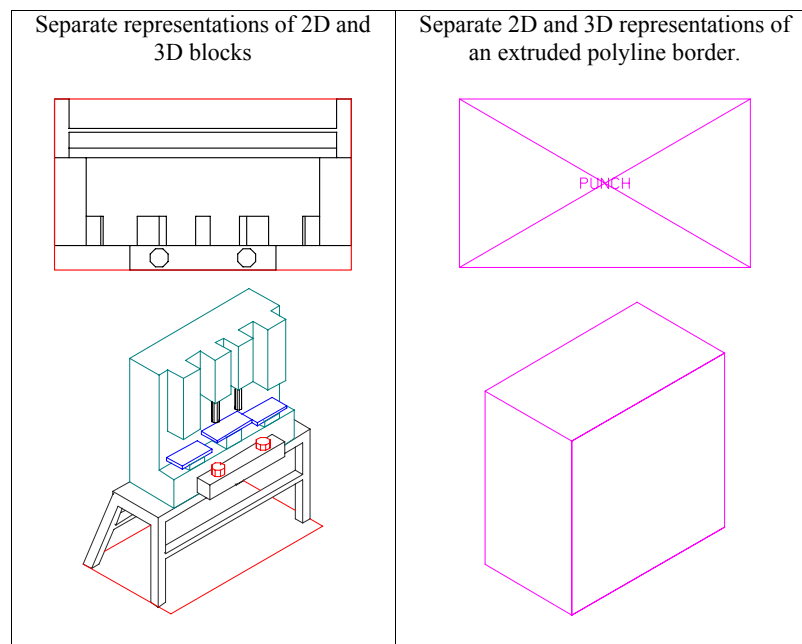 Separate representations of 2D and
3D blocks
Separate 2D and 3D representations of
an extruded polyline border.
PUNCH